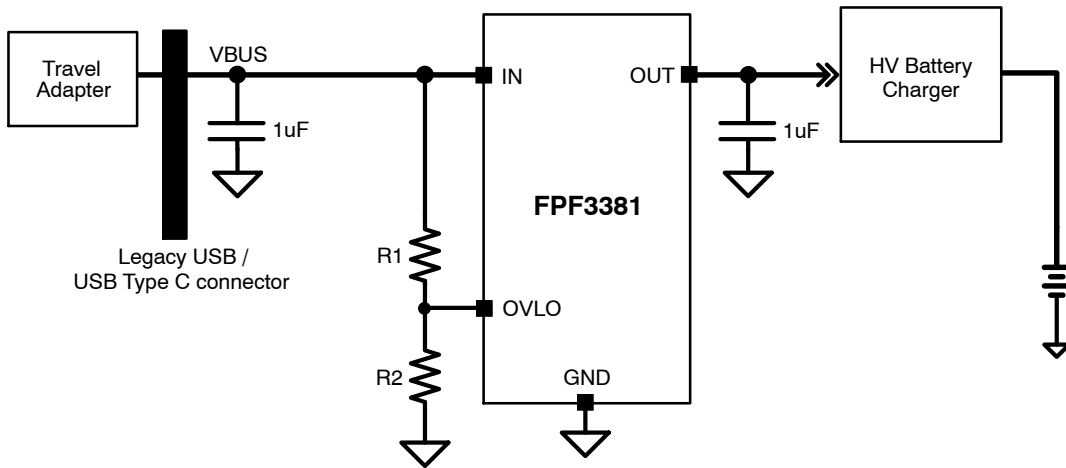 Travel
Adapter
VBUS
1uF
Legacy USB /
USB Type C connector
R1
R2
IN
OUT
FPF3381
OVLO
GND
1uF
HV Battery
Charger